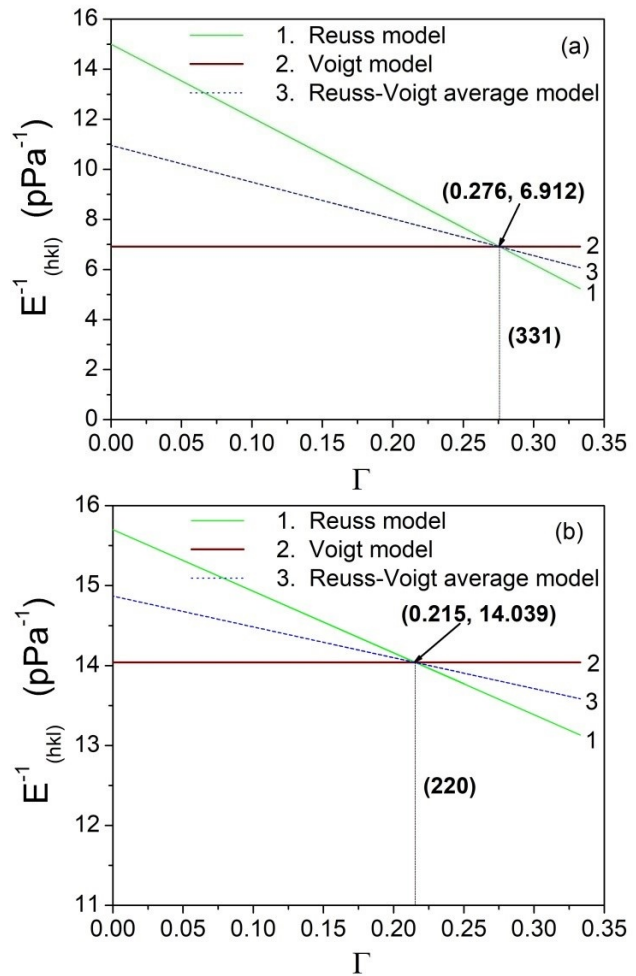 16
1. Reuss model
(a)
14
2. Voigt model
3. Reuss-Voigt average model
12
10
(0.276, 6.912)
8
2
6
3
1
4
(331)
2
0
0.00 0.05 0.10 0.15 0.20 0.25 0.30 0.35
Γ
E⁻¹(hkl) (pPa⁻¹)
16
1. Reuss model
(b)
2. Voigt model
3. Reuss-Voigt average model
15
(0.215, 14.039)
14
2
3
1
13
(220)
12
11
0.00 0.05 0.10 0.15 0.20 0.25 0.30 0.35
Γ
E⁻¹(hkl) (pPa⁻¹)